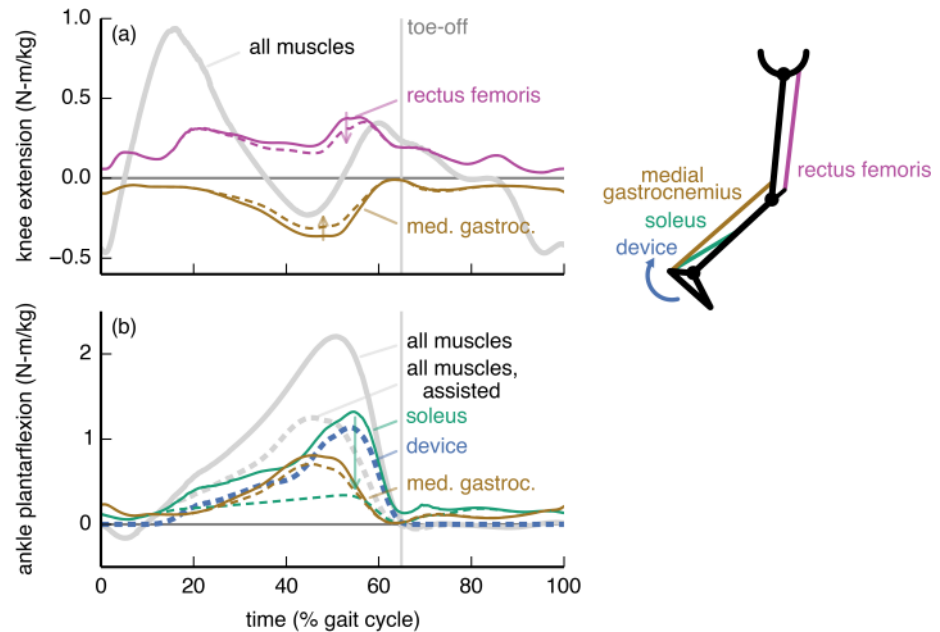 (a)
toe-off
all muscles
rectus femoris
med. gastroc.
knee extension (N-m/kg)
1.0
0.5
0.0
−0.5
medial
gastrocnemius
rectus femoris
soleus
device
(b)
all muscles
all muscles,
assisted
soleus
device
med. gastroc.
ankle plantarflexion (N-m/kg)
2
1
0
0
20
40
60
80
100
time (% gait cycle)